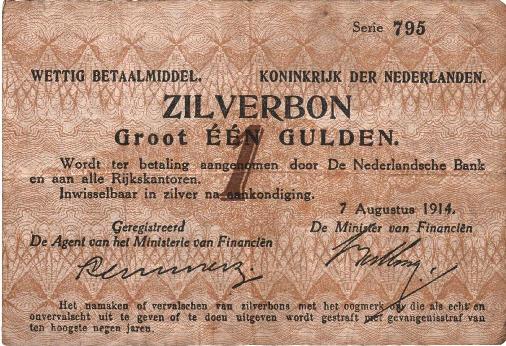 Serie 795
WETTIG BETAALMIDDEL. KONINKRIJK DER NEDERLANDEN.
ZILVERBON
Groot ÉÉN GULDEN.
1
Wordt ter betaling aangenomen door De Nederlandsche Bank
en aan alle Rijkskantoren.
Inwisselbaar in zilver na aankondiging.
7 Augustus 1914.
Geregistreerd De Minister van Financiën
De Agent van het Ministerie van Financiën
Het namaken of vervalschen van zilverbons met het oogmerk om die als echt en
onvervalscht uit te geven of te doen uitgeven wordt gestraft met gevangenisstraf van
ten hoogste negen jaren.